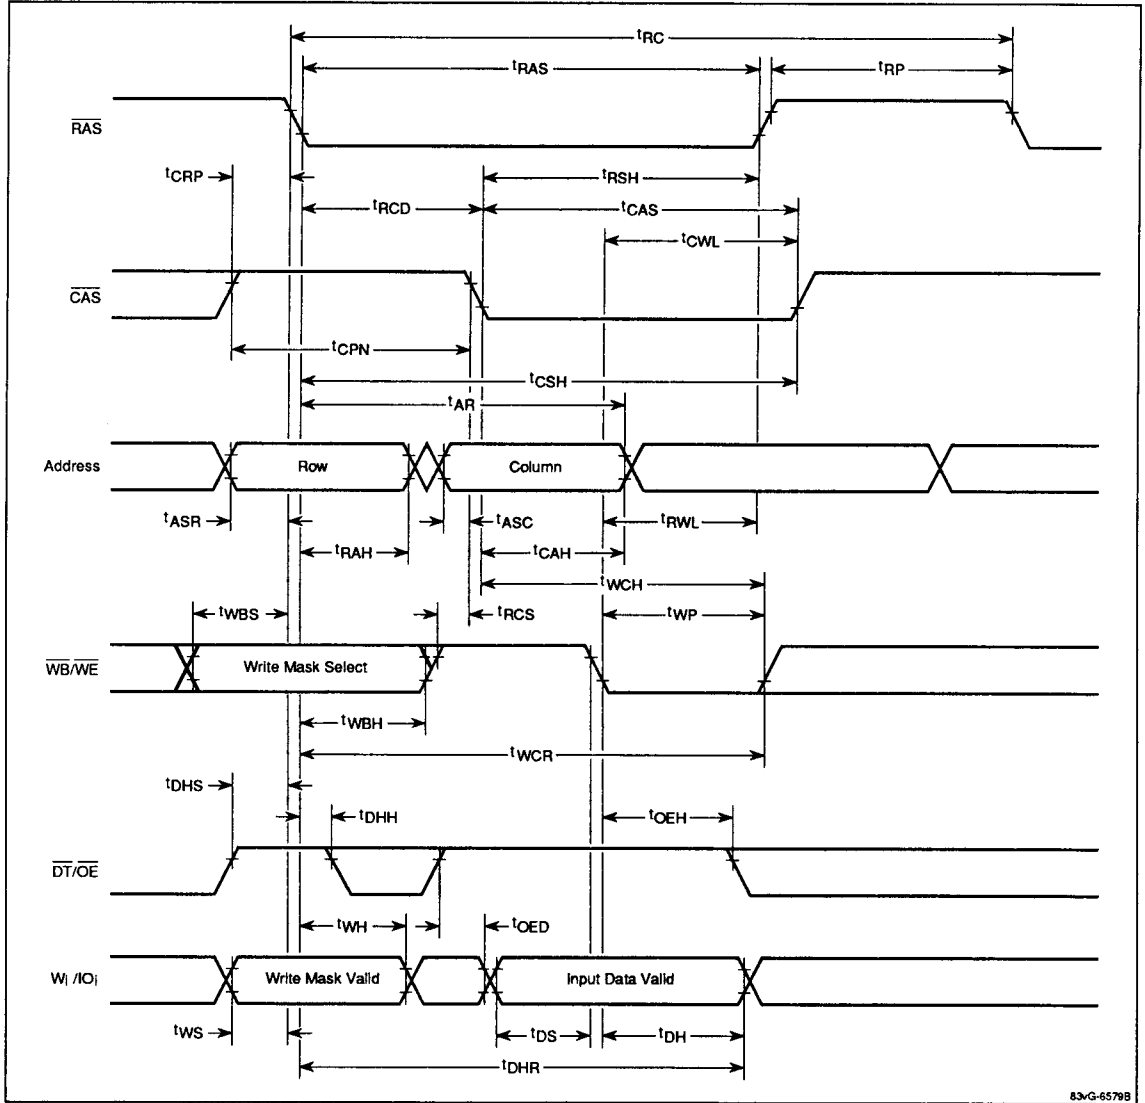 tRC
tRAS
tRP
RAS
tCRP
tRSH
tRCD
tCAS
tCWL
CAS
tCPN
tCSH
tAR
Address
Row
Column
tASR
tASC
tRWL
tRAH
tCAH
tWCH
tWBS
tRCS
tWP
WB/WE
Write Mask Select
tWBH
tWCR
tDHS
tDHH
tOEH
DT/OE
tWH
tOED
Wi /IOi
Write Mask Valid
Input Data Valid
tWS
tDS
tDH
tDHR
83vG-6579B